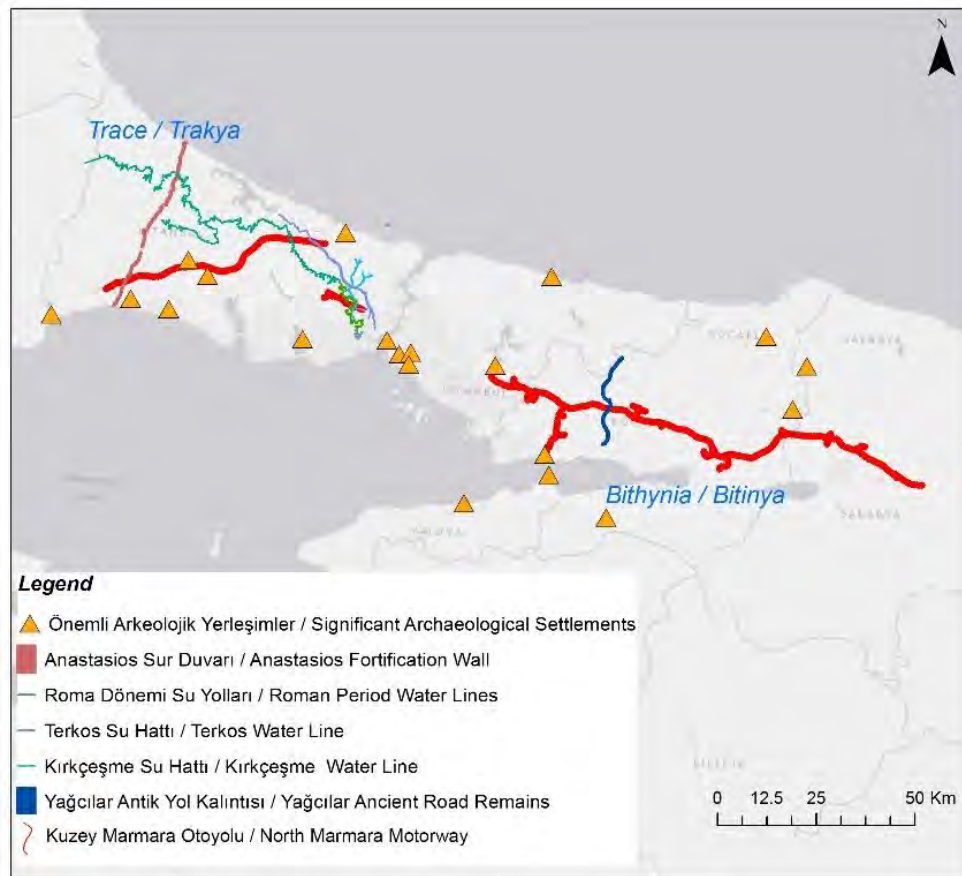 N
Trace / Trakya
Bithynia / Bitinya
YALOVA
SAKARYA
BILECIK
Legend
Önemli Arkeolojik Yerleşimler / Significant Archaeological Settlements
Anastasios Sur Duvarı / Anastasios Fortification Wall
Roma Dönemi Su Yolları / Roman Period Water Lines
Terkos Su Hattı / Terkos Water Line
Kırkçeşme Su Hattı / Kırkçeşme Water Line
Yağcılar Antik Yol Kalıntısı / Yağcılar Ancient Road Remains
Kuzey Marmara Otoyolu / North Marmara Motorway
0 12.5 25 50 Km